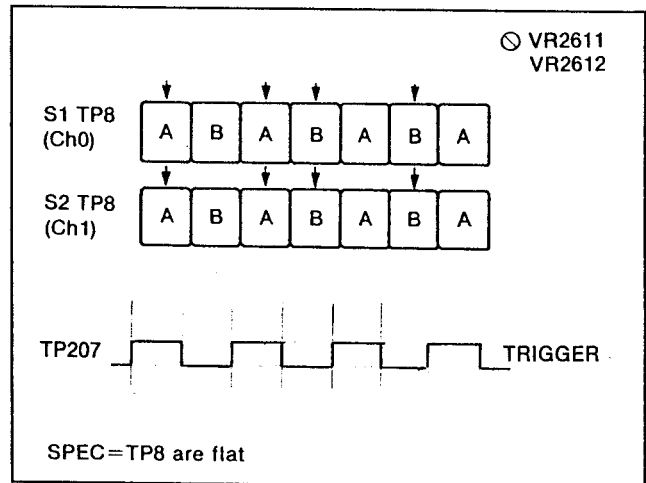 VR2611
VR2612
S1 TP8
(Ch0)
A B A B A B A
S2 TP8
(Ch1)
A B A B A B A
TP207
TRIGGER
SPEC=TP8 are flat